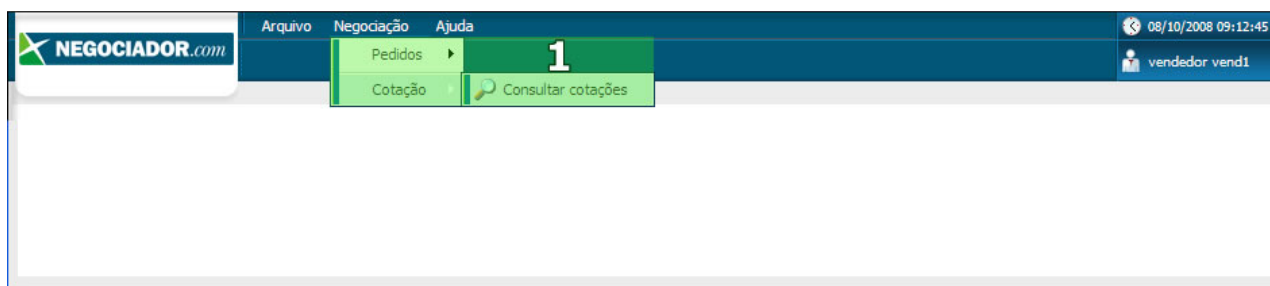 Arquivo Negociação Ajuda
08/10/2008 09:12:45
NEGOCIADOR.com
Pedidos
1
vendedor vend1
Cotação
Consultar cotações